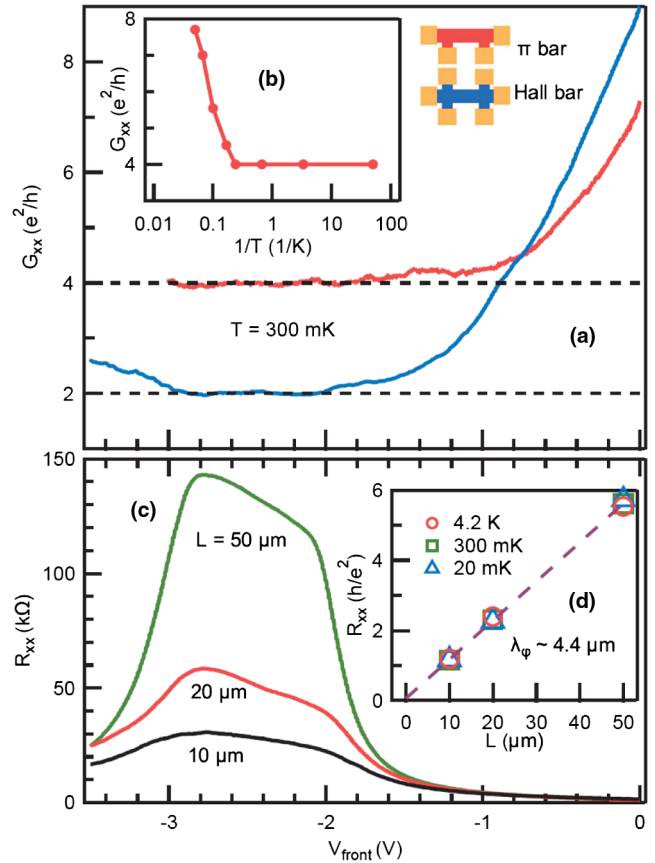 8
(b)
G_xx (e²/h)
4
0.01 0.1 1 10 100
1/T (1/K)
π bar
Hall bar
8
6
4
2
G_xx (e²/h)
T = 300 mK
(a)
150
100
50
0
R_xx (kΩ)
(c)
L = 50 μm
20 μm
10 μm
6
4
2
0
R_xx (h/e²)
4.2 K
300 mK
20 mK
(d)
λ_φ ~ 4.4 μm
0 10 20 30 40 50
L (μm)
-3 -2 -1 0
V_front (V)